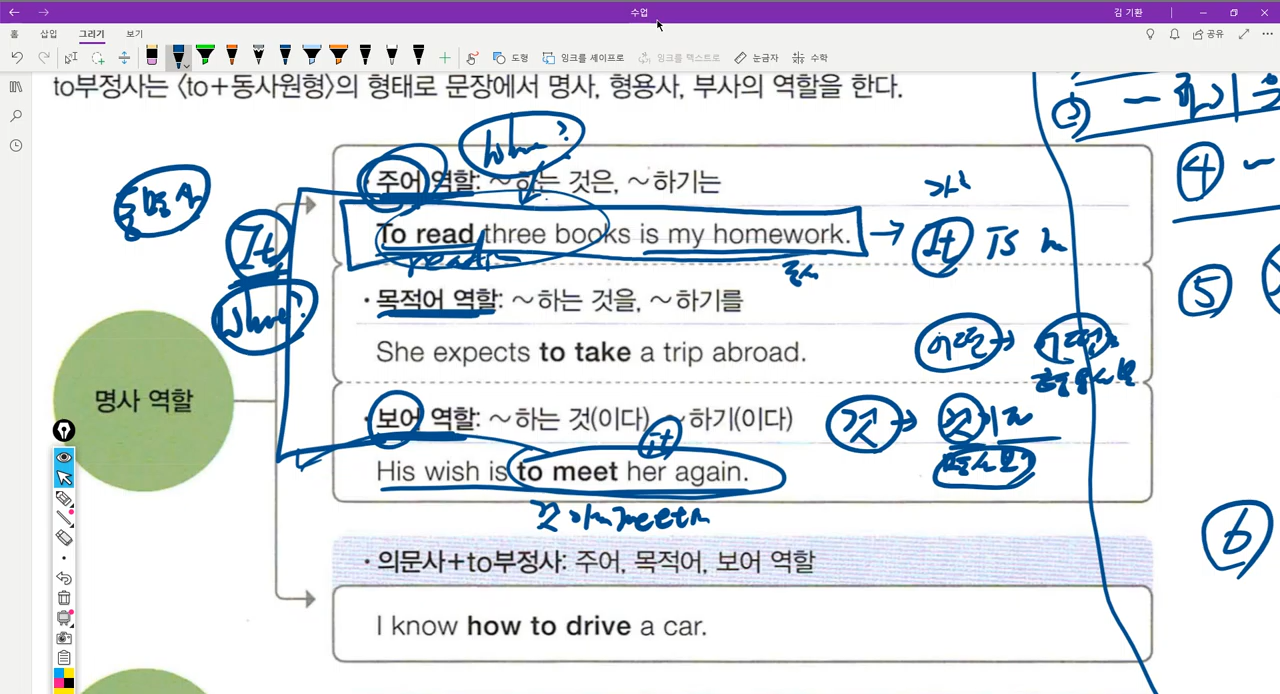 수업
김 기환
홈 삽입 그리기 보기
공유
도형 잉크를 셰이프로 잉크를 텍스트로 눈금자 수학
to부정사는 〈to+동사원형〉의 형태로 문장에서 명사, 형용사, 부사의 역할을 한다.
②
④
⑤
6
동명사
What?
· 주어 역할: ~하는 것은, ~하기는
To read three books is my homework.
It
What?
It is
· 목적어 역할: ~하는 것을, ~하기를
She expects to take a trip abroad.
명사 역할
· 보어 역할: ~하는 것(이다), ~하기(이다)
It
것 →
His wish is to meet her again.
· 의문사+to부정사: 주어, 목적어, 보어 역할
I know how to drive a car.